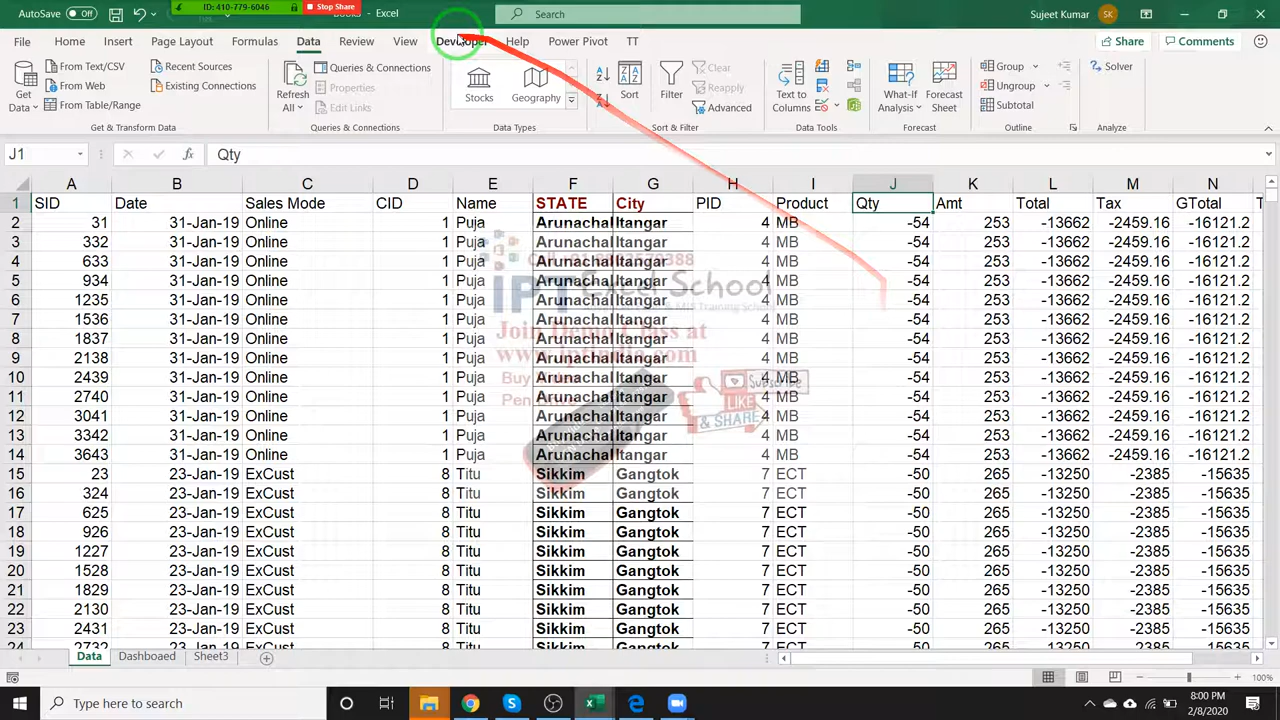 AutoSave Off ID: 410-779-6046 Stop Share Excel Search Sujeet Kumar SK
File Home Insert Page Layout Formulas Data Review View Developer Help Power Pivot TT Share Comments
Get Data From Text/CSV From Web From Table/Range Recent Sources Existing Connections
Refresh All Queries & Connections Properties Edit Links
Stocks Geography Sort Filter Clear Reapply Advanced
Text to Columns What-If Analysis Forecast Sheet Group Ungroup Subtotal Solver
Get & Transform Data Queries & Connections Data Types Sort & Filter Data Tools Forecast Outline Analyze
J1 fx Qty
A B C D E F G H I J K L M N
1 SID Date Sales Mode CID Name STATE City PID Product Qty Amt Total Tax GTotal T
2 31 31-Jan-19 Online 1 Puja Arunachal Itangar 4 MB -54 253 -13662 -2459.16 -16121.2
3 332 31-Jan-19 Online 1 Puja Arunachal Itangar 4 MB -54 253 -13662 -2459.16 -16121.2
4 633 31-Jan-19 Online 1 Puja Arunachal Itangar 4 MB -54 253 -13662 -2459.16 -16121.2
5 934 31-Jan-19 Online 1 Puja Arunachal Itangar 4 MB -54 253 -13662 -2459.16 -16121.2
6 1235 31-Jan-19 Online 1 Puja Arunachal Itangar 4 MB -54 253 -13662 -2459.16 -16121.2
7 1536 31-Jan-19 Online 1 Puja Arunachal Itangar 4 MB -54 253 -13662 -2459.16 -16121.2
8 1837 31-Jan-19 Online 1 Puja Arunachal Itangar 4 MB -54 253 -13662 -2459.16 -16121.2
9 2138 31-Jan-19 Online 1 Puja Arunachal Itangar 4 MB -54 253 -13662 -2459.16 -16121.2
10 2439 31-Jan-19 Online 1 Puja Arunachal Itangar 4 MB -54 253 -13662 -2459.16 -16121.2
11 2740 31-Jan-19 Online 1 Puja Arunachal Itangar 4 MB -54 253 -13662 -2459.16 -16121.2
12 3041 31-Jan-19 Online 1 Puja Arunachal Itangar 4 MB -54 253 -13662 -2459.16 -16121.2
13 3342 31-Jan-19 Online 1 Puja Arunachal Itangar 4 MB -54 253 -13662 -2459.16 -16121.2
14 3643 31-Jan-19 Online 1 Puja Arunachal Itangar 4 MB -54 253 -13662 -2459.16 -16121.2
15 23 23-Jan-19 ExCust 8 Titu Sikkim Gangtok 7 ECT -50 265 -13250 -2385 -15635
16 324 23-Jan-19 ExCust 8 Titu Sikkim Gangtok 7 ECT -50 265 -13250 -2385 -15635
17 625 23-Jan-19 ExCust 8 Titu Sikkim Gangtok 7 ECT -50 265 -13250 -2385 -15635
18 926 23-Jan-19 ExCust 8 Titu Sikkim Gangtok 7 ECT -50 265 -13250 -2385 -15635
19 1227 23-Jan-19 ExCust 8 Titu Sikkim Gangtok 7 ECT -50 265 -13250 -2385 -15635
20 1528 23-Jan-19 ExCust 8 Titu Sikkim Gangtok 7 ECT -50 265 -13250 -2385 -15635
21 1829 23-Jan-19 ExCust 8 Titu Sikkim Gangtok 7 ECT -50 265 -13250 -2385 -15635
22 2130 23-Jan-19 ExCust 8 Titu Sikkim Gangtok 7 ECT -50 265 -13250 -2385 -15635
23 2431 23-Jan-19 ExCust 8 Titu Sikkim Gangtok 7 ECT -50 265 -13250 -2385 -15635
24 2732 23-Jan-19 ExCust 8 Titu Sikkim Gangtok 7 ECT -50 265 -13250 -2385 -15635
IPT Excel School
Join Demo Class at
www.iptindia.com
Buy Video
Pen Drive
Subscribe
LIKE
& SHARE
Data Dashboaed Sheet3
100%
Type here to search
8:00 PM
2/8/2020